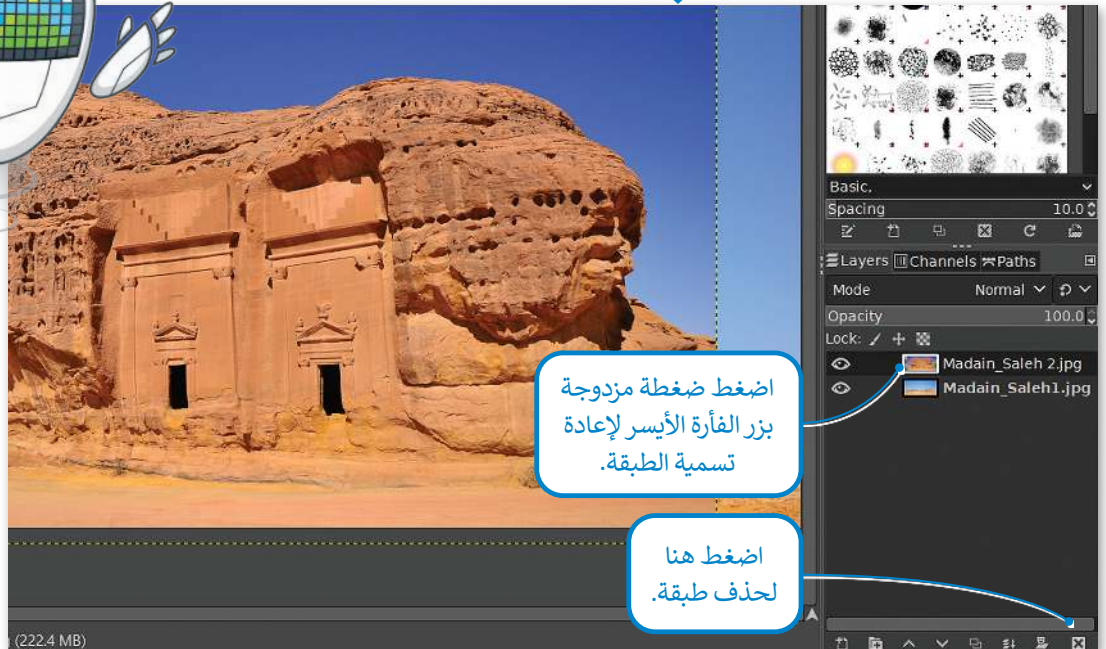 Basic,
Spacing 10.0
Layers Channels Paths
Mode Normal
Opacity 100.0
Lock:
Madain_Saleh 2.jpg
Madain_Saleh1.jpg
اضغط ضغطة مزدوجة
بزر الفأرة الأيسر لإعادة
تسمية الطبقة.
اضغط هنا
لحذف طبقة.
(222.4 MB)